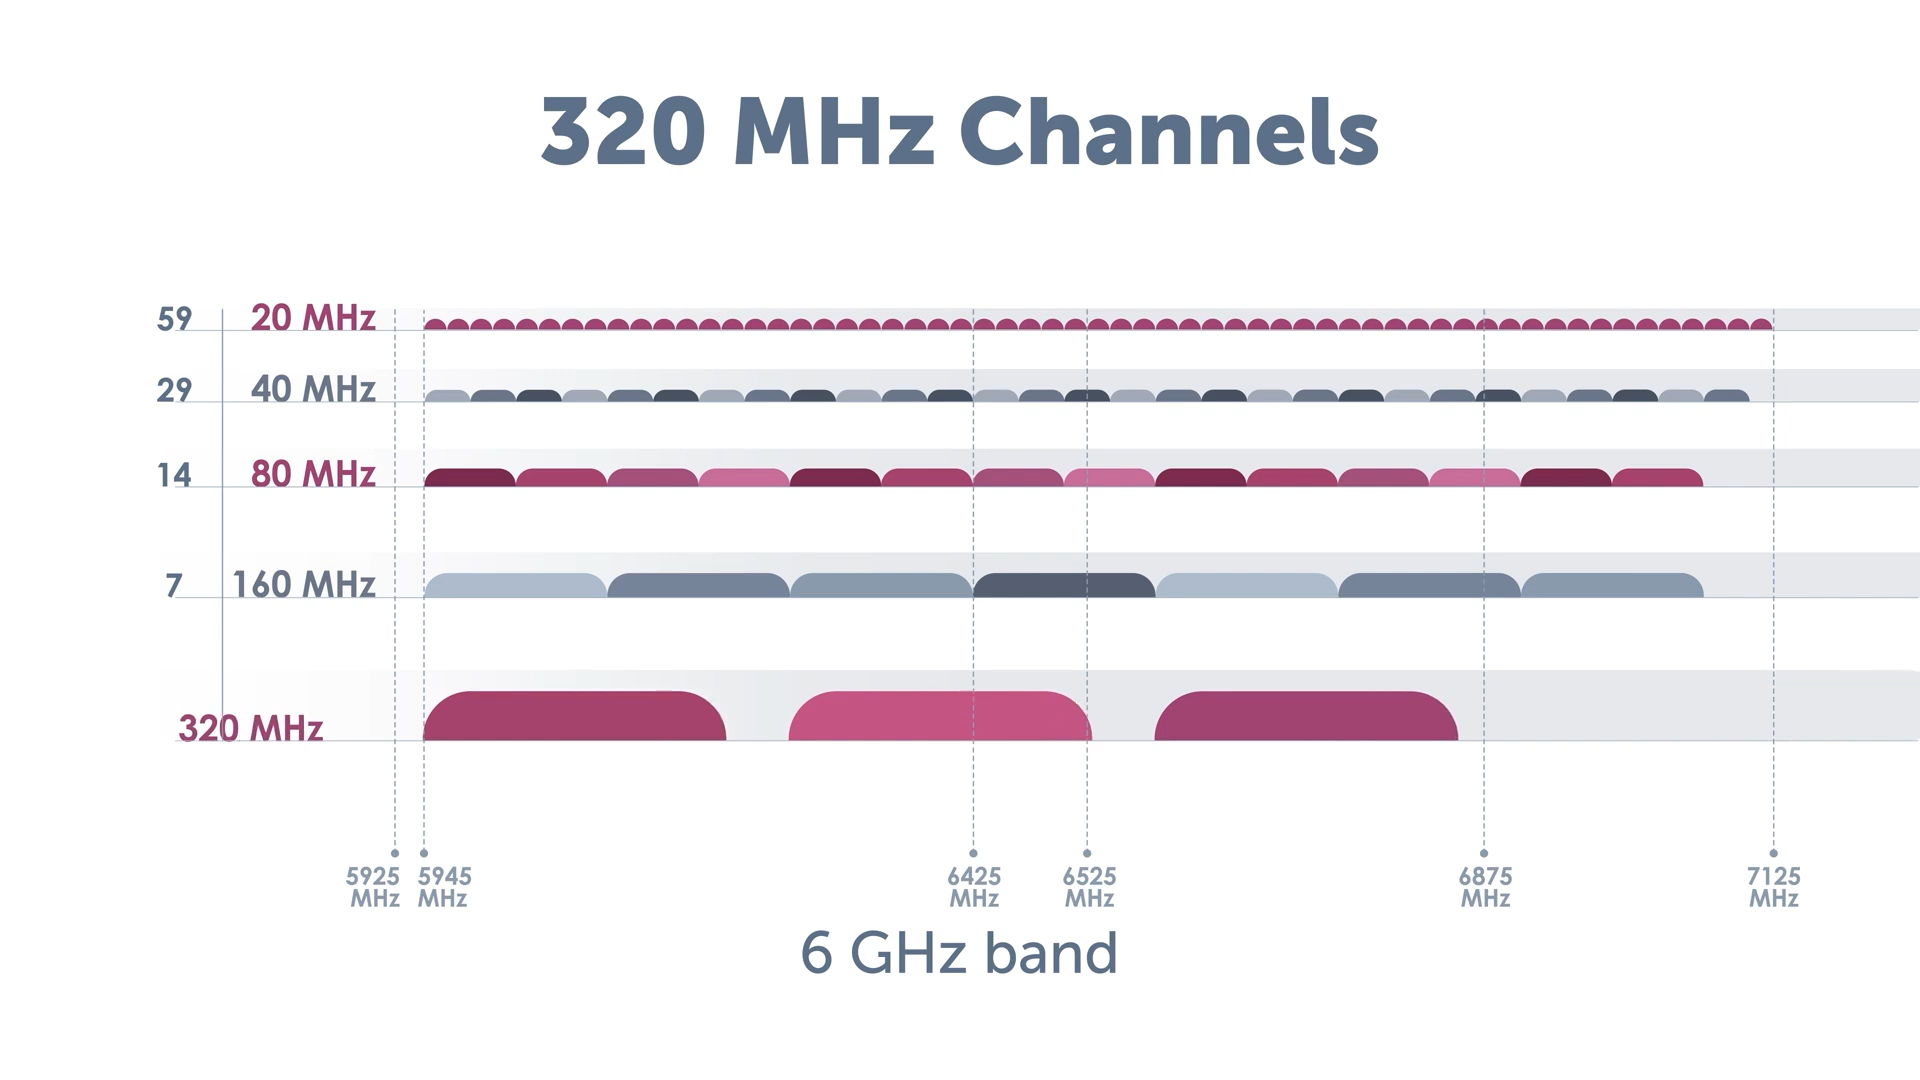 320 MHz Channels
59 20 MHz
29 40 MHz
14 80 MHz
7 160 MHz
320 MHz
5925 5945 6425 6525 6875 7125
MHz MHz MHz MHz MHz MHz
6 GHz band